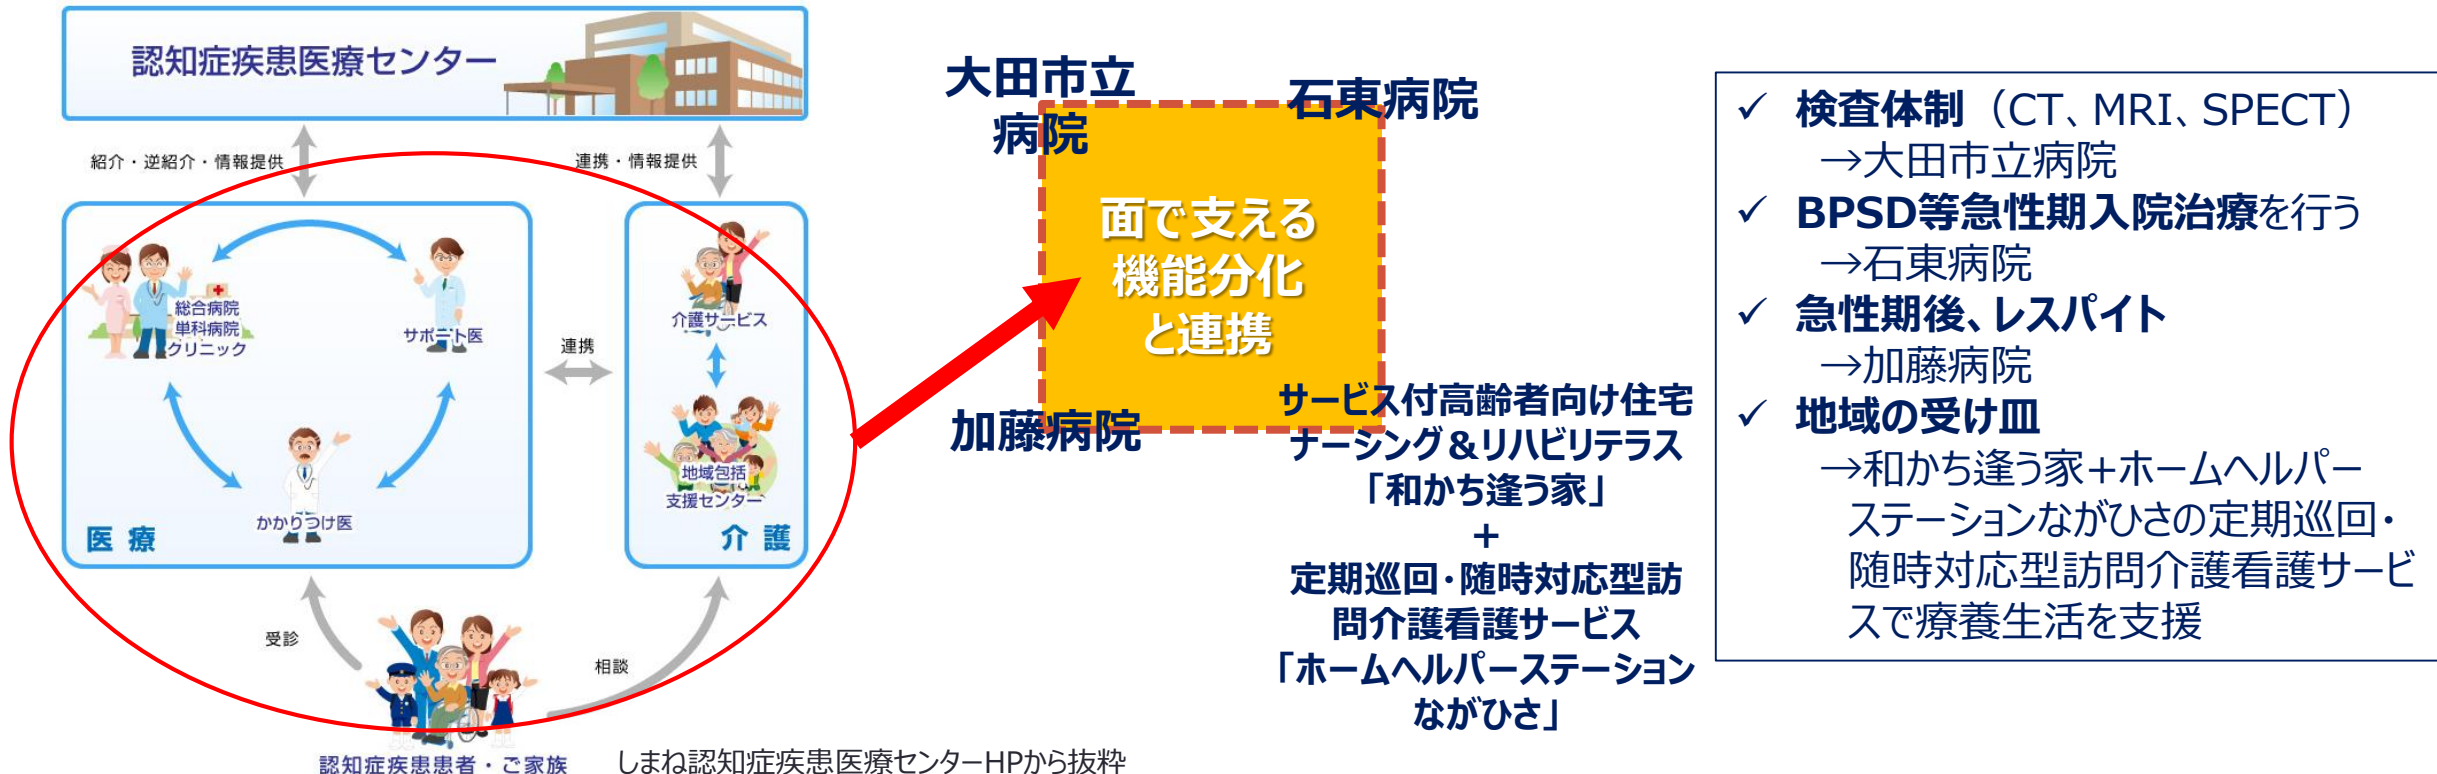 認知症疾患医療センター
紹介・逆紹介・情報提供
連携・情報提供
総合病院
単科病院
クリニック
サポート医
かかりつけ医
医療
連携
介護サービス
地域包括
支援センター
介護
受診
相談
認知症疾患患者・ご家族
しまね認知症疾患医療センターHPから抜粋
大田市立
病院
石東病院
面で支える
機能分化
と連携
加藤病院
サービス付高齢者向け住宅
ナーシング&リハビリテラス
「和かち逢う家」
+
定期巡回・随時対応型訪
問介護看護サービス
「ホームヘルパーステーション
ながひさ」
✓ 検査体制（CT、MRI、SPECT）
→大田市立病院
✓ BPSD等急性期入院治療を行う
→石東病院
✓ 急性期後、レスパイト
→加藤病院
✓ 地域の受け皿
→和かち逢う家+ホームヘルパー
ステーションながひさの定期巡回・
随時対応型訪問介護看護サービ
スで療養生活を支援